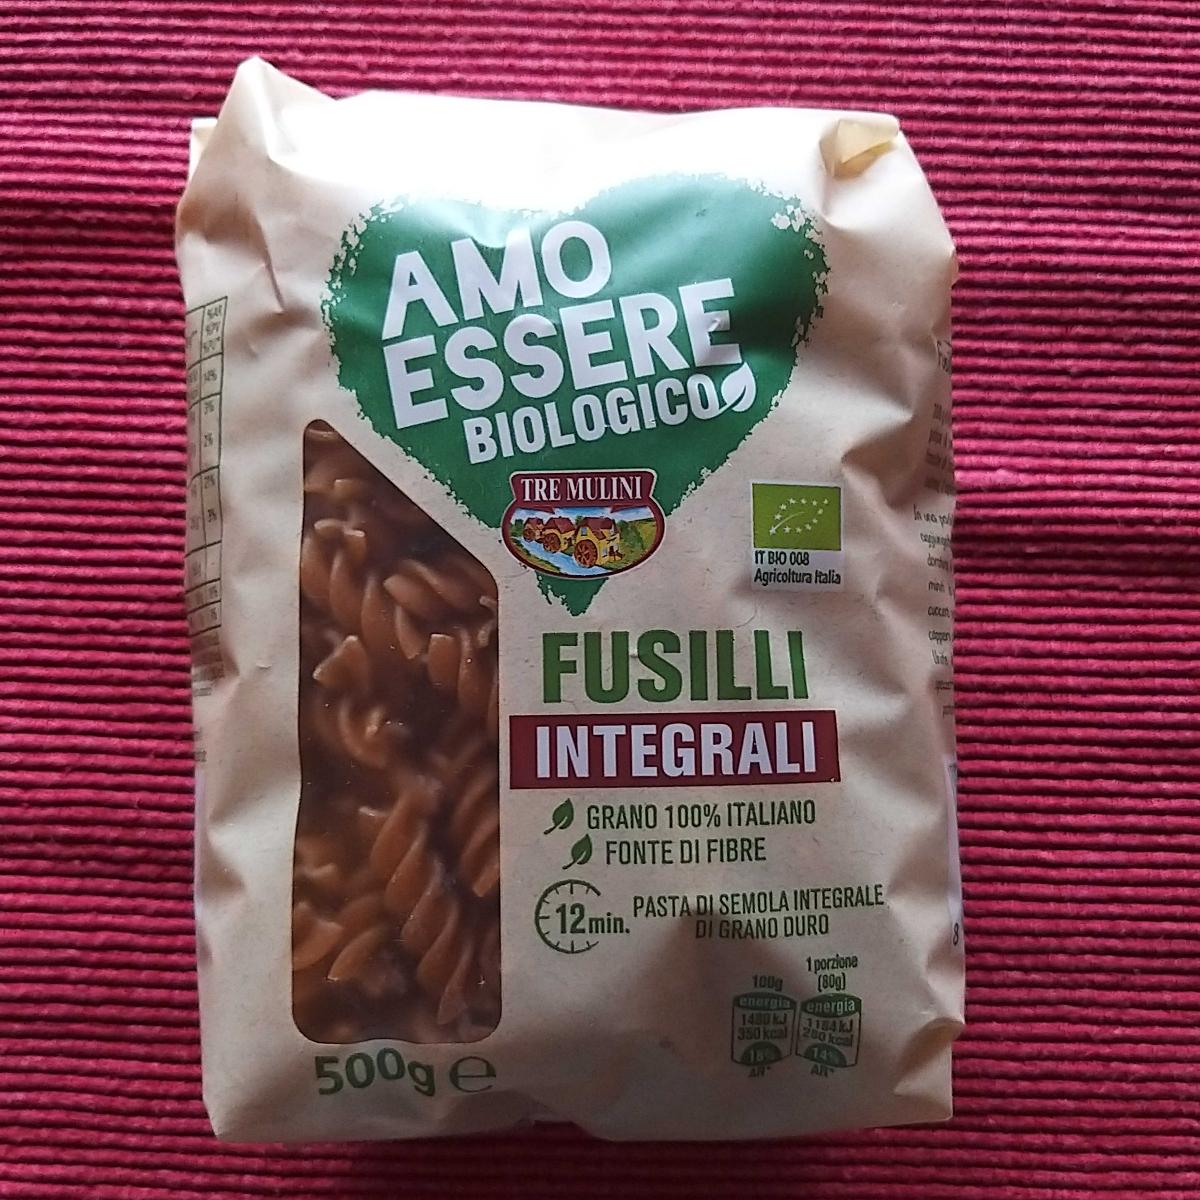 AMO
ESSERE
BIOLOGICO
TRE MULINI
IT BIO 008
Agricoltura Italia
FUSILLI
INTEGRALI
GRANO 100% ITALIANO
FONTE DI FIBRE
12min.
PASTA DI SEMOLA INTEGRALE
DI GRANO DURO
100g
energia
1480 kJ
350 kcal
18%
AR*
1 porzione
(80g)
energia
1184 kJ
280 kcal
14%
AR*
500g ℮